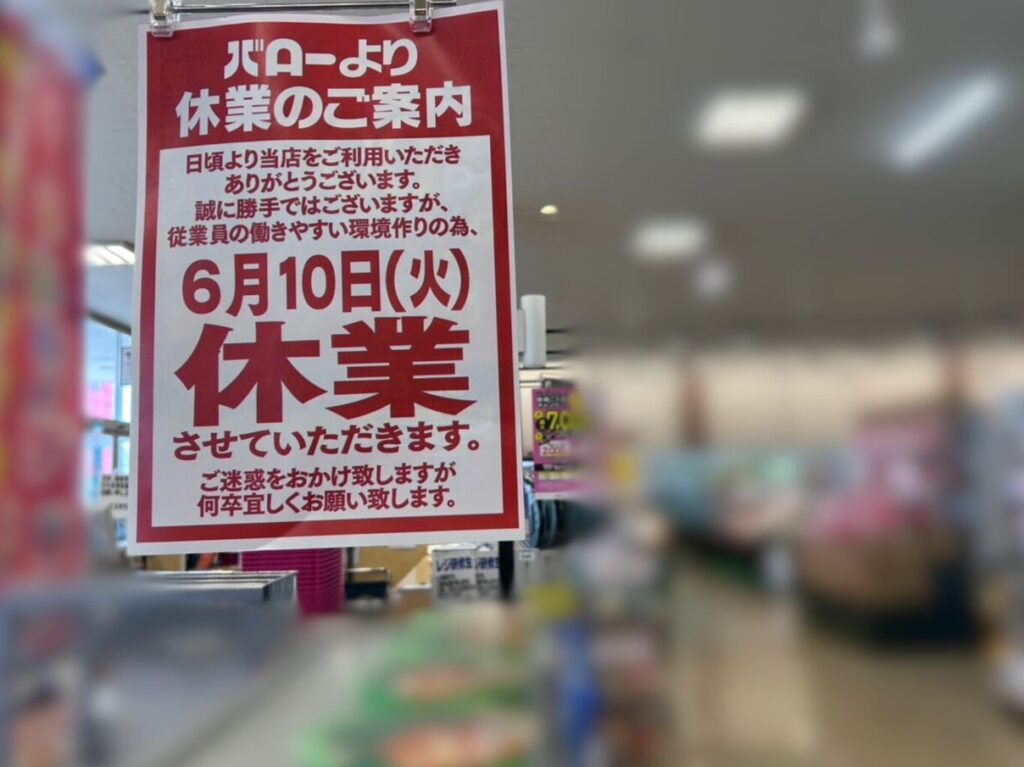 バローより
休業のご案内
日頃より当店をご利用いただき
ありがとうございます。
誠に勝手ではございますが、
従業員の働きやすい環境作りの為、
6月10日(火)
休業
させていただきます。
ご迷惑をおかけ致しますが
何卒宜しくお願い致します。